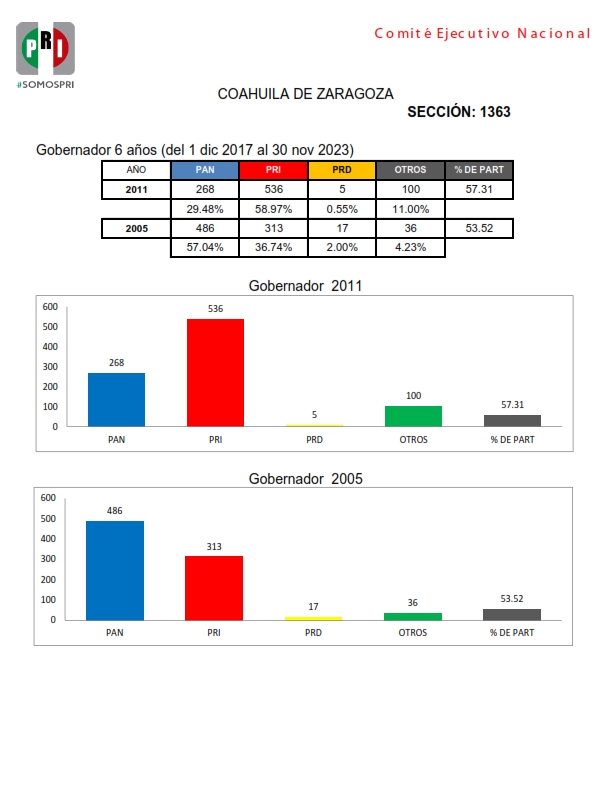 PRI
#SOMOSPRI
Comité Ejecutivo Nacional
COAHUILA DE ZARAGOZA
SECCIÓN: 1363
Gobernador 6 años (del 1 dic 2017 al 30 nov 2023)
AÑO PAN PRI PRD OTROS % DE PART
2011 268 536 5 100 57.31
29.48% 58.97% 0.55% 11.00%
2005 486 313 17 36 53.52
57.04% 36.74% 2.00% 4.23%
Gobernador 2011
600
500
400
300
200
100
0
268
536
5
100
57.31
PAN PRI PRD OTROS % DE PART
Gobernador 2005
600
500
400
300
200
100
0
486
313
17
36
53.52
PAN PRI PRD OTROS % DE PART